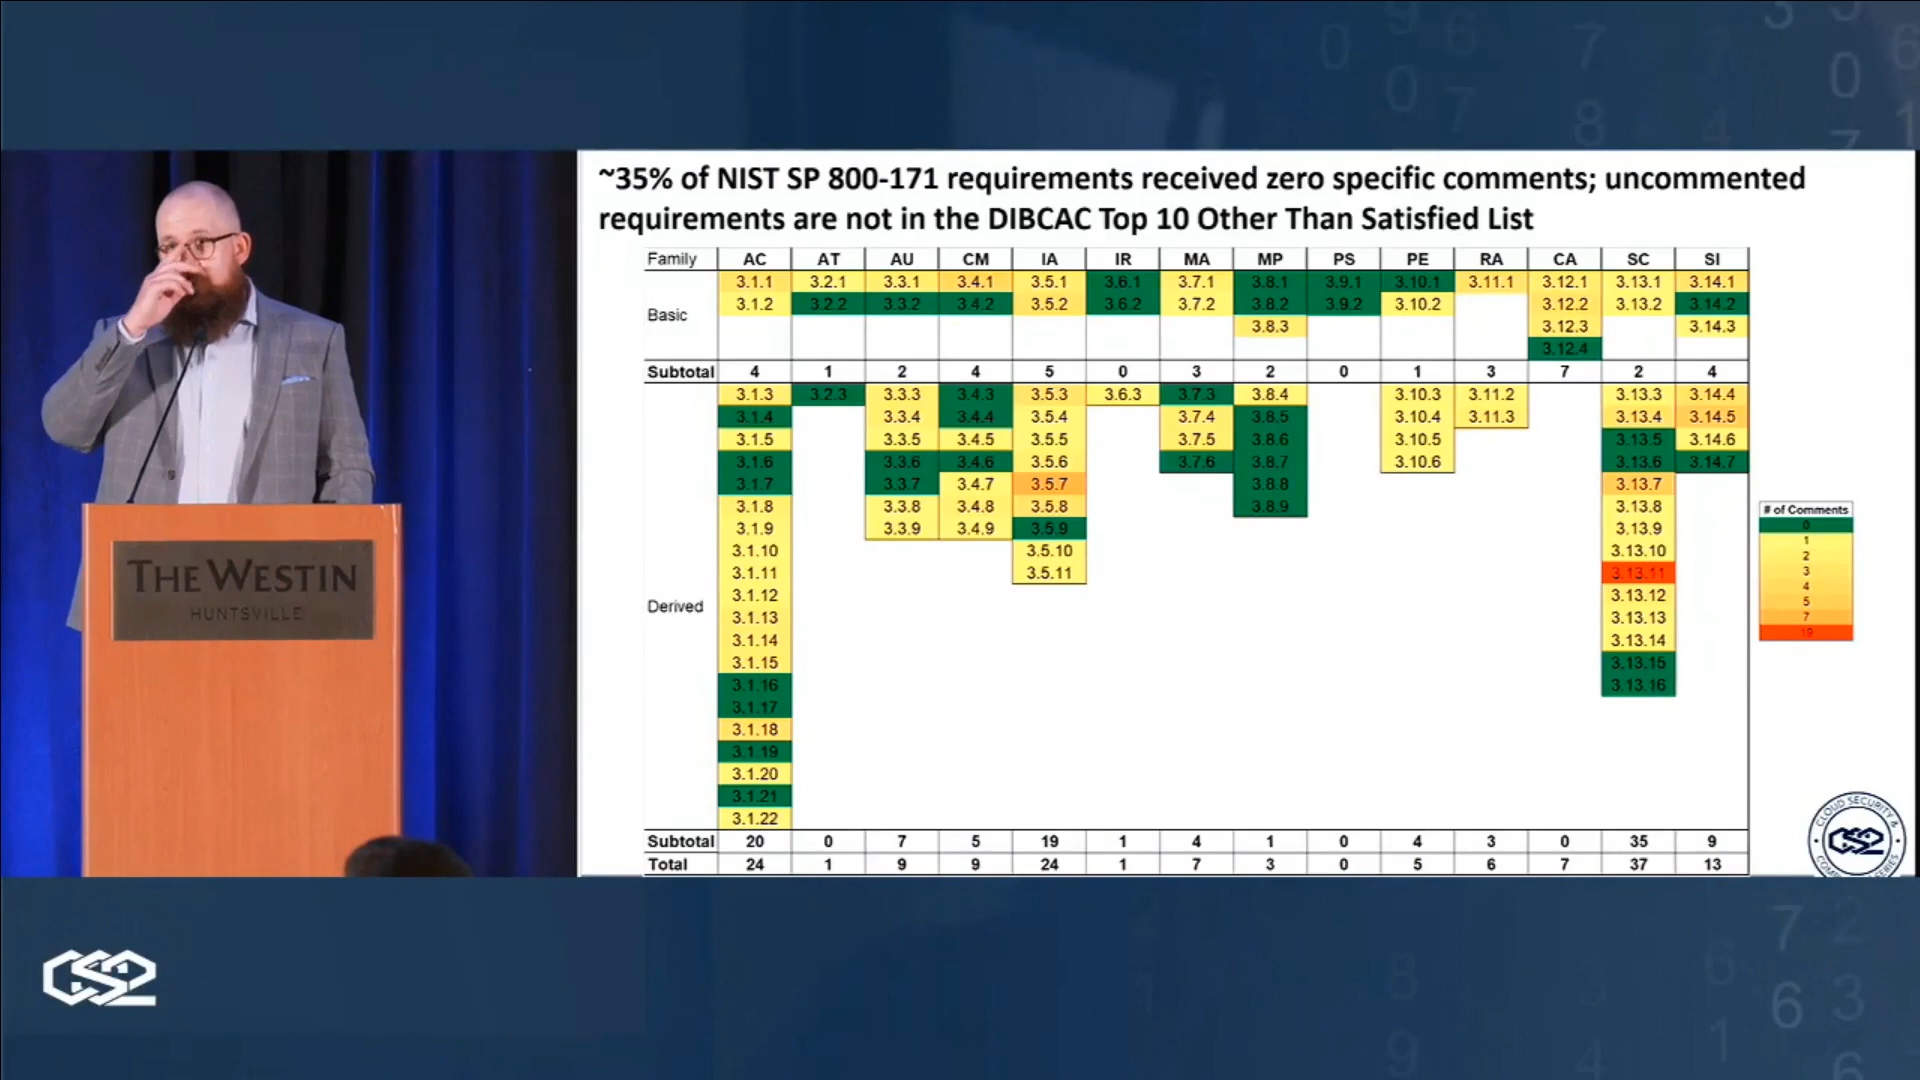 ~35% of NIST SP 800-171 requirements received zero specific comments; uncommented
requirements are not in the DIBCAC Top 10 Other Than Satisfied List
Family AC AT AU CM IA IR MA MP PS PE RA CA SC SI
Basic
3.1.1 3.2.1 3.3.1 3.4.1 3.5.1 3.6.1 3.7.1 3.8.1 3.9.1 3.10.1 3.11.1 3.12.1 3.13.1 3.14.1
3.1.2 3.2.2 3.3.2 3.4.2 3.5.2 3.6.2 3.7.2 3.8.2 3.9.2 3.10.2 3.12.2 3.13.2 3.14.2
3.8.3 3.12.3 3.14.3
3.12.4
Subtotal 4 1 2 4 5 0 3 2 0 1 3 7 2 4
Derived
3.1.3 3.2.3 3.3.3 3.4.3 3.5.3 3.6.3 3.7.3 3.8.4 3.10.3 3.11.2 3.13.3 3.14.4
3.1.4 3.3.4 3.4.4 3.5.4 3.7.4 3.8.5 3.10.4 3.11.3 3.13.4 3.14.5
3.1.5 3.3.5 3.4.5 3.5.5 3.7.5 3.8.6 3.10.5 3.13.5 3.14.6
3.1.6 3.3.6 3.4.6 3.5.6 3.7.6 3.8.7 3.10.6 3.13.6 3.14.7
3.1.7 3.3.7 3.4.7 3.5.7 3.8.8 3.13.7
3.1.8 3.3.8 3.4.8 3.5.8 3.8.9 3.13.8
3.1.9 3.3.9 3.4.9 3.5.9 3.13.9
3.1.10 3.5.10 3.13.10
3.1.11 3.5.11 3.13.11
3.1.12 3.13.12
3.1.13 3.13.13
3.1.14 3.13.14
3.1.15 3.13.15
3.1.16 3.13.16
3.1.17
3.1.18
3.1.19
3.1.20
3.1.21
3.1.22
Subtotal 20 0 7 5 19 1 4 1 0 4 3 0 35 9
Total 24 1 9 9 24 1 7 3 0 5 6 7 37 13
# of Comments
0
1
2
3
4
5
7
19
THE WESTIN
HUNTSVILLE
CLOUD SECURITY &
CS2
CS2